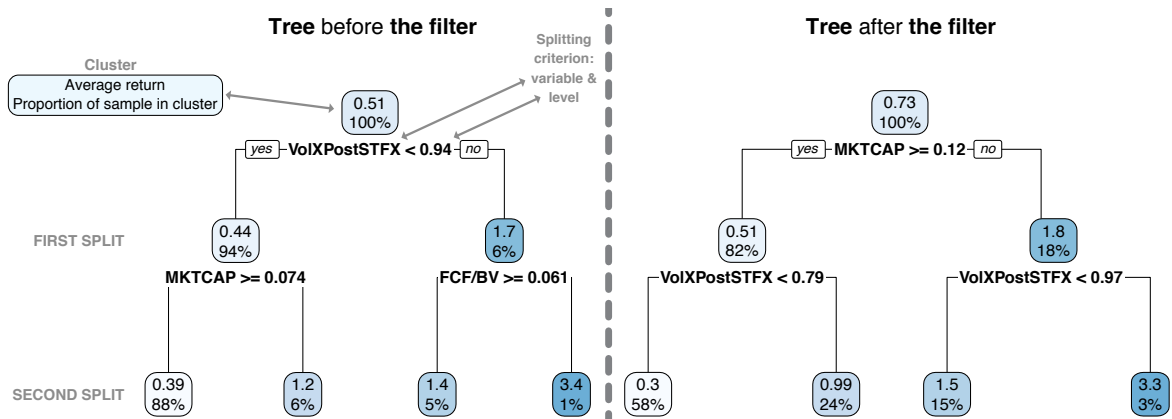 Tree before the filter
Tree after the filter
Cluster
Average return
Proportion of sample in cluster
Splitting
criterion:
variable &
level
0.51
100%
yes VolXPostSTFX < 0.94 no
0.73
100%
yes MKTCAP >= 0.12 no
FIRST SPLIT
0.44
94%
1.7
6%
0.51
82%
1.8
18%
MKTCAP >= 0.074
FCF/BV >= 0.061
VolXPostSTFX < 0.79
VolXPostSTFX < 0.97
SECOND SPLIT
0.39
88%
1.2
6%
1.4
5%
3.4
1%
0.3
58%
0.99
24%
1.5
15%
3.3
3%